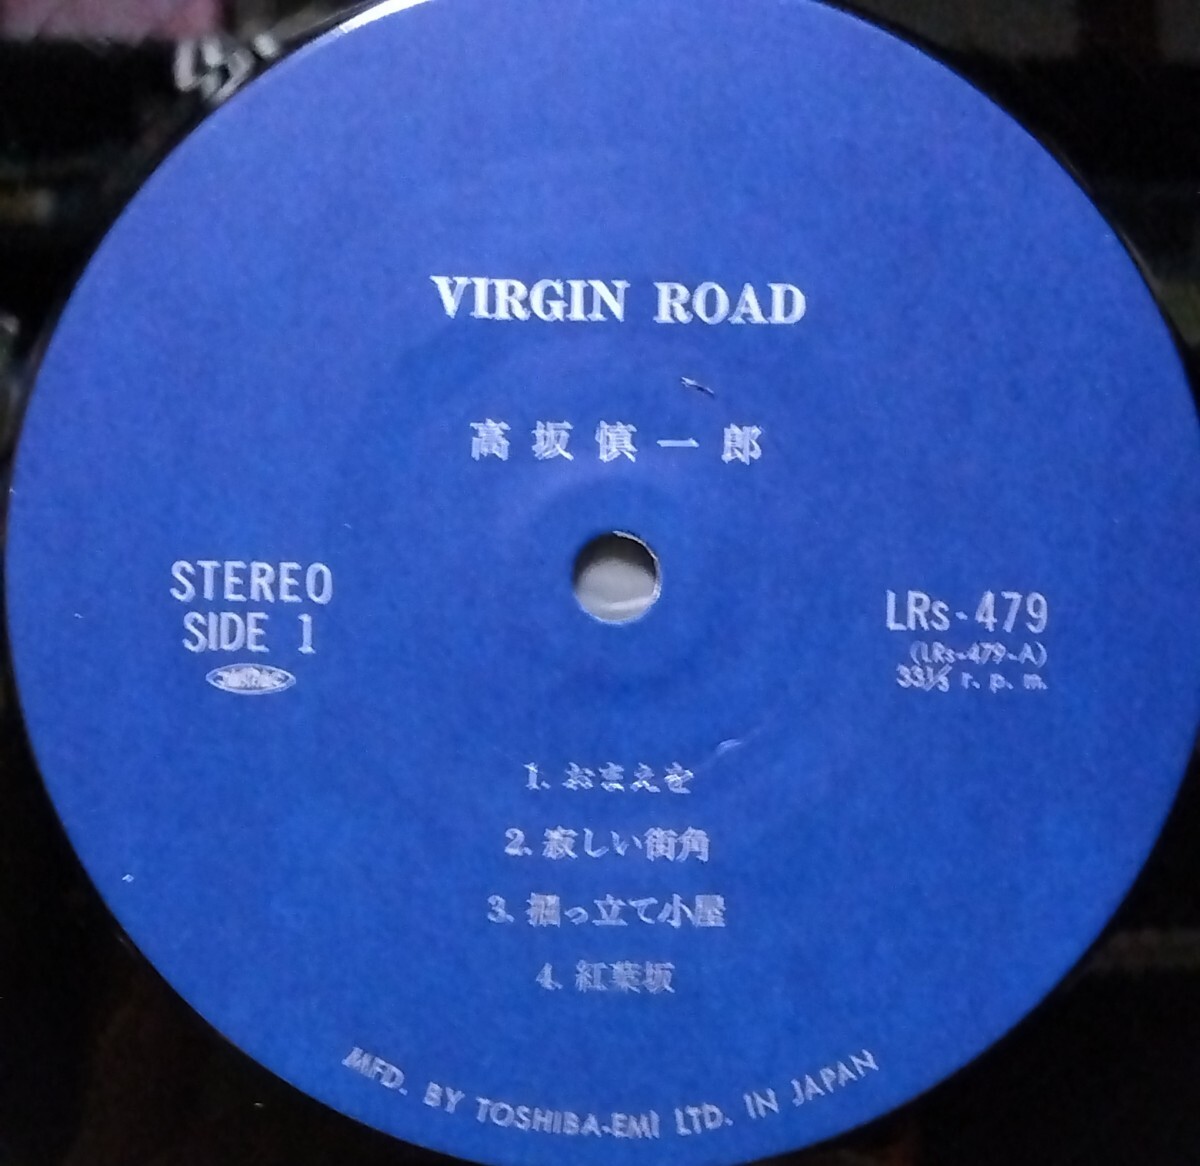 VIRGIN ROAD
高坂慎一郎
STEREO
SIDE 1
LRs-479
(LRs-479-A)
33⅓ r.p.m.
1. おまえを
2. 寂しい街角
3. 掘っ立て小屋
4. 紅葉坂
MFD. BY TOSHIBA-EMI LTD. IN JAPAN